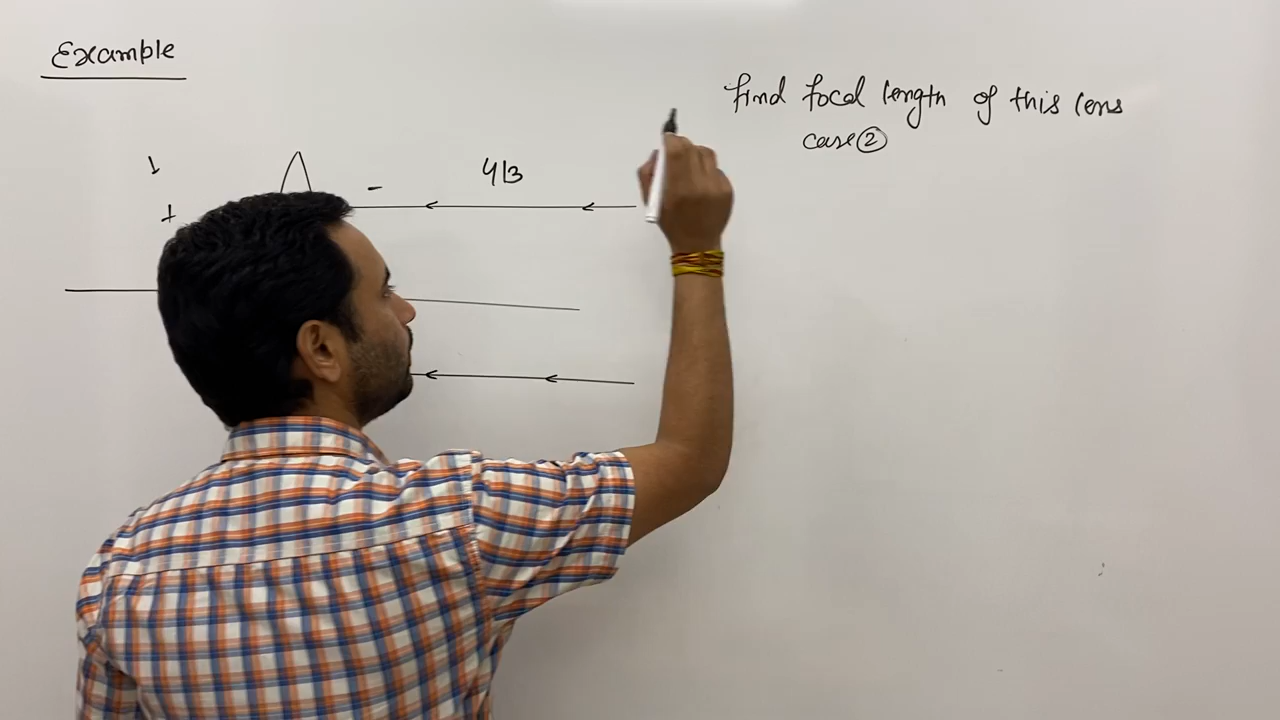 Example
find focal length of this lens
case ②
1
4/3
-
+